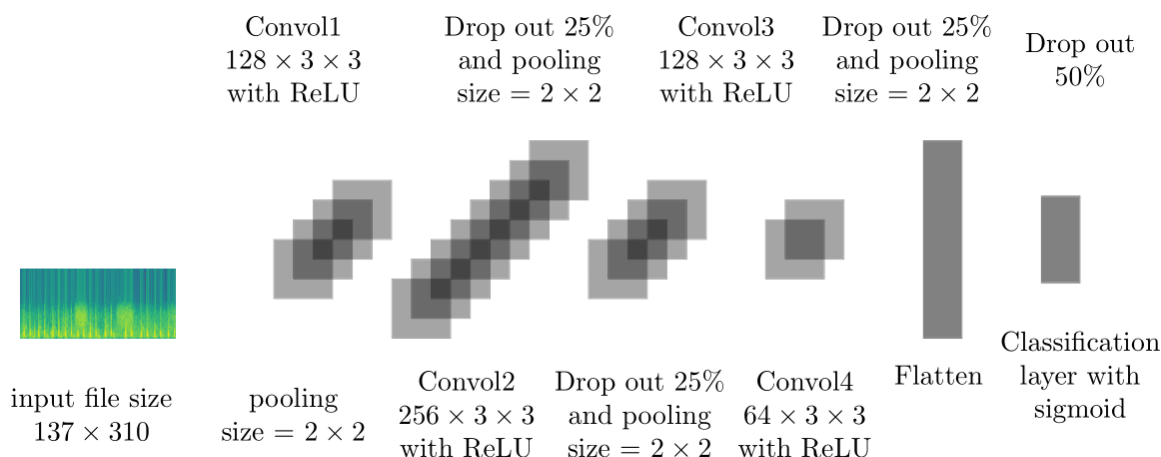 Convol1
128 × 3 × 3
with ReLU
Drop out 25%
and pooling
size = 2 × 2
Convol3
128 × 3 × 3
with ReLU
Drop out 25%
and pooling
size = 2 × 2
Drop out
50%
input file size
137 × 310
pooling
size = 2 × 2
Convol2
256 × 3 × 3
with ReLU
Drop out 25%
and pooling
size = 2 × 2
Convol4
64 × 3 × 3
with ReLU
Flatten
Classification
layer with
sigmoid